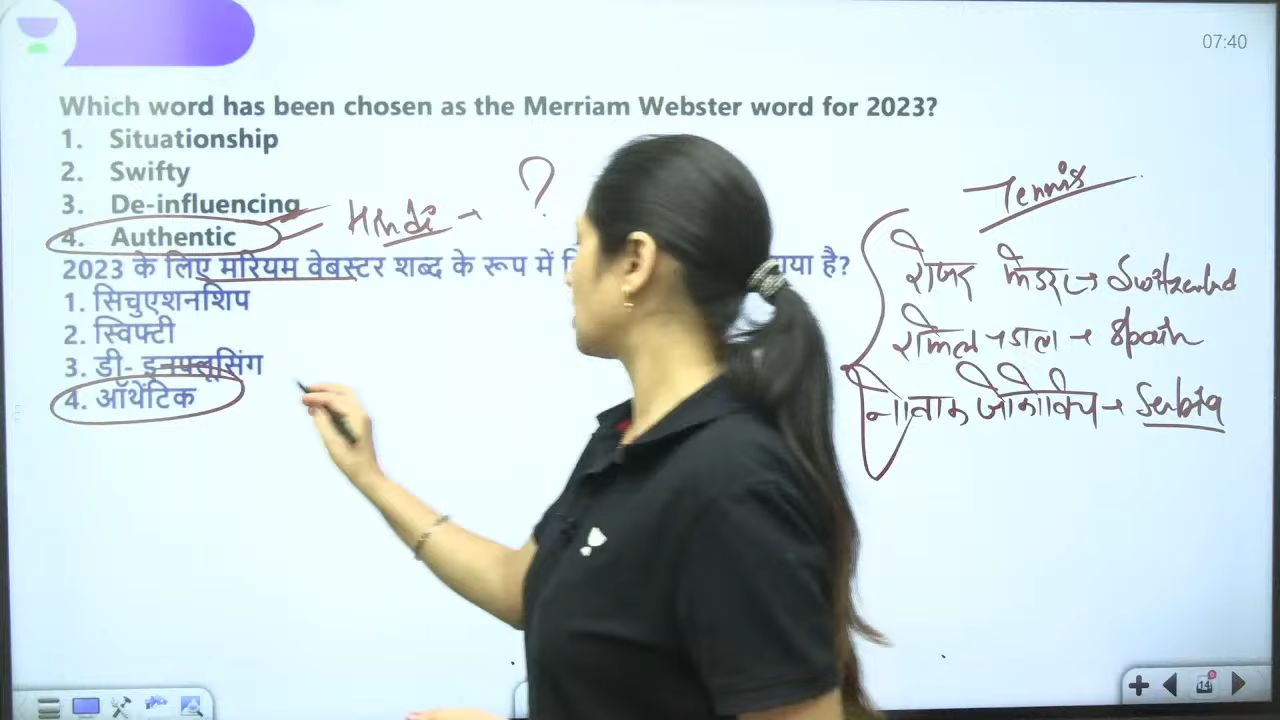 07:40
Which word has been chosen as the Merriam Webster word for 2023?
1. Situationship
2. Swifty
3. De-influencing
4. Authentic
Hindi → ?
2023 के लिए मरियम वेबस्टर शब्द के रूप में गया है?
1. सिचुएशनशिप
2. स्विफ्टी
3. डी- इनफ्लूसिंग
4. ऑथेंटिक
Tennis
रोजर → Switzerland
→ Spain
→ Serbia
14